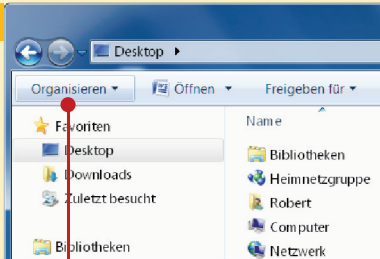 Desktop
Organisieren Öffnen Freigeben für
Favoriten
Desktop
Downloads
Zuletzt besucht
Bibliotheken
Name
Bibliotheken
Heimnetzgruppe
Robert
Computer
Netzwerk